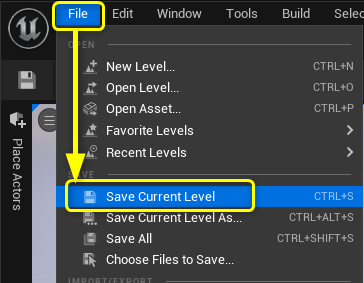 File Edit Window Tools Build Selec
OPEN
New Level... CTRL+N
Open Level... CTRL+O
Open Asset... CTRL+P
Favorite Levels
Recent Levels
SAVE
Save Current Level CTRL+S
Save Current Level As... CTRL+ALT+S
Save All CTRL+SHIFT+S
Choose Files to Save...
IMPORT/EXPORT
Place Actors